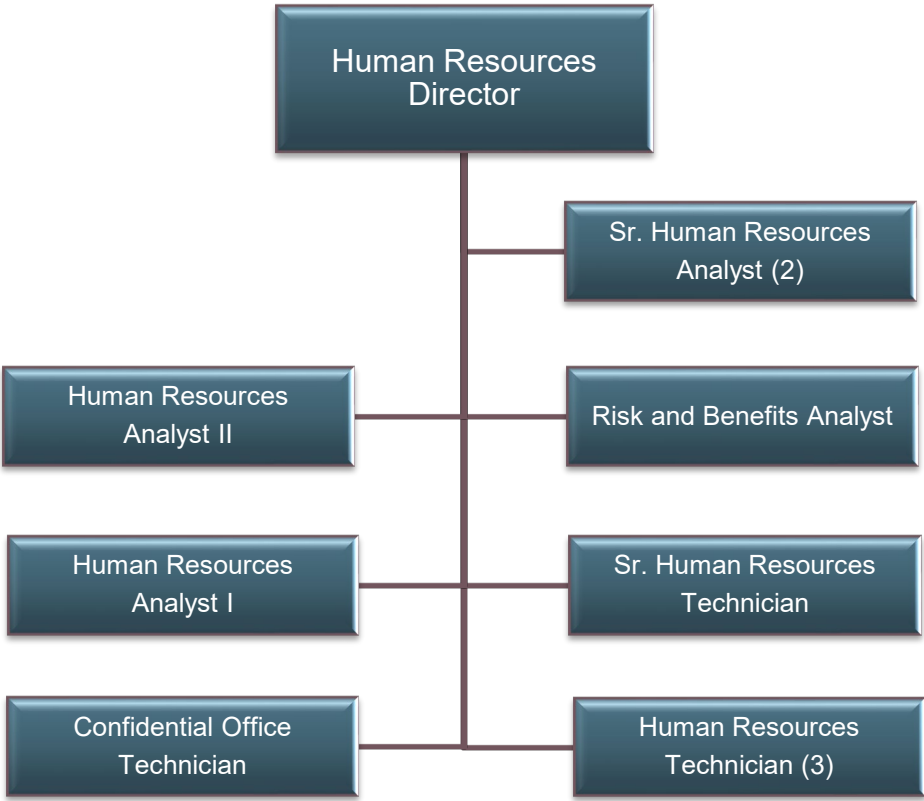 Human Resources
Director
Sr. Human Resources
Analyst (2)
Human Resources
Analyst II
Risk and Benefits Analyst
Human Resources
Analyst I
Sr. Human Resources
Technician
Confidential Office
Technician
Human Resources
Technician (3)